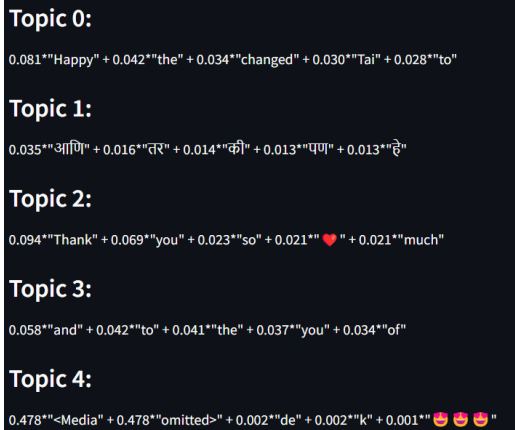 Topic 0:
0.081*"Happy" + 0.042*"the" + 0.034*"changed" + 0.030*"Tai" + 0.028*"to"
Topic 1:
0.035*"आणि" + 0.016*"तर" + 0.014*"की" + 0.013*"पण" + 0.013*"हे"
Topic 2:
0.094*"Thank" + 0.069*"you" + 0.023*"so" + 0.021*"❤️" + 0.021*"much"
Topic 3:
0.058*"and" + 0.042*"to" + 0.041*"the" + 0.037*"you" + 0.034*"of"
Topic 4:
0.478*"<Media" + 0.478*"omitted>" + 0.002*"de" + 0.002*"k" + 0.001*"🤩🤩🤩"